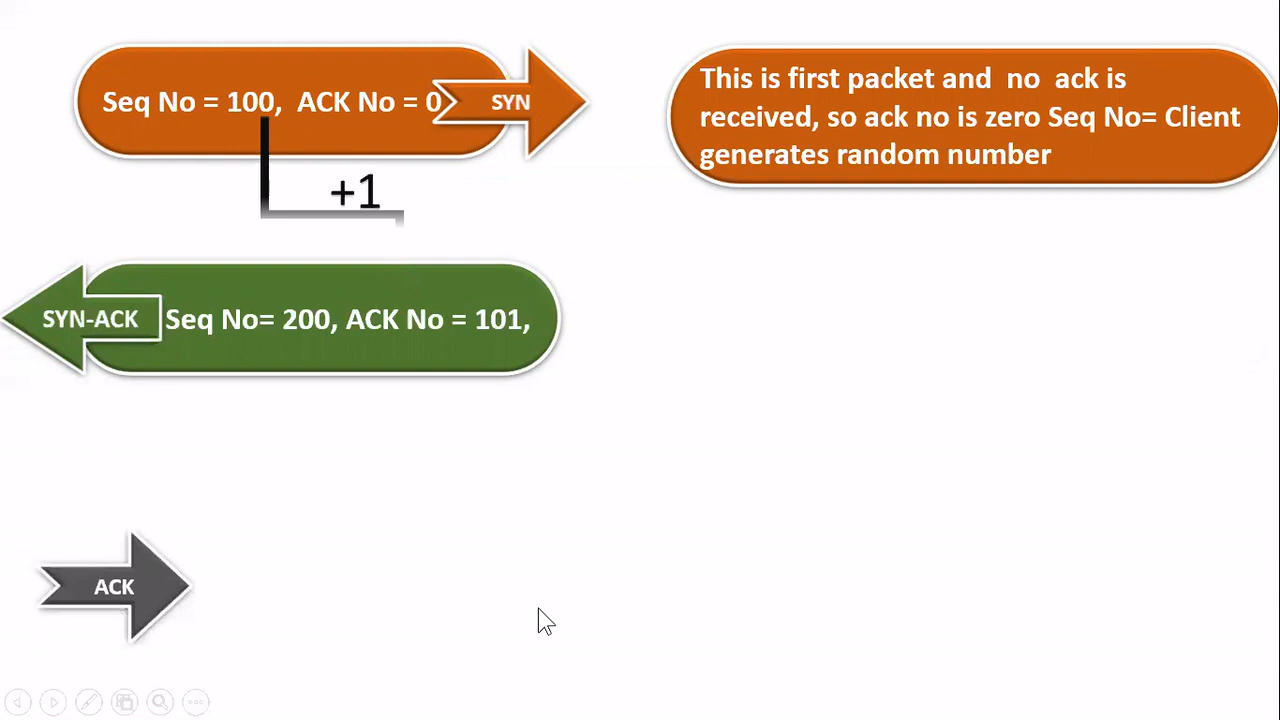 Seq No = 100,  ACK No = 0
SYN
This is first packet and  no  ack is
received, so ack no is zero Seq No= Client
generates random number
+1
SYN-ACK
Seq No= 200, ACK No = 101,
ACK